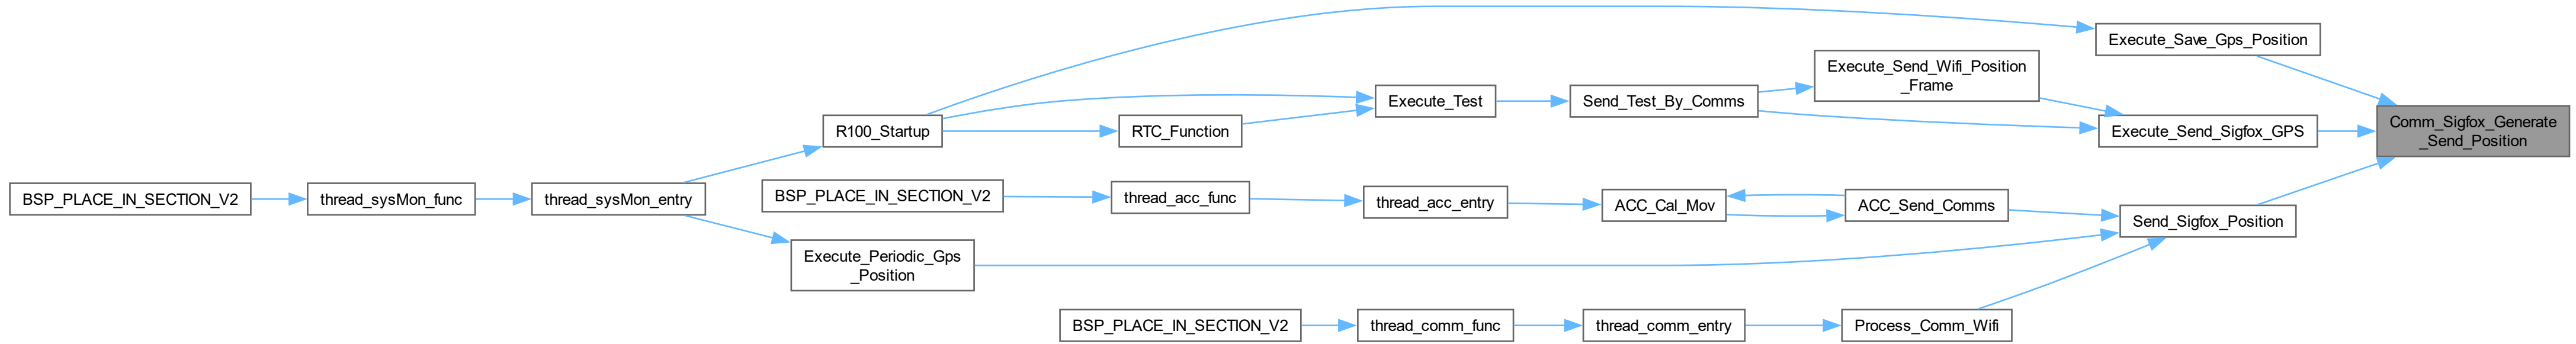 Execute_Save_Gps_Position
Execute_Send_Wifi_Position
_Frame
Execute_Test
Send_Test_By_Comms
Comm_Sigfox_Generate
_Send_Position
R100_Startup
RTC_Function
Execute_Send_Sigfox_GPS
BSP_PLACE_IN_SECTION_V2
thread_sysMon_func
thread_sysMon_entry
BSP_PLACE_IN_SECTION_V2
thread_acc_func
thread_acc_entry
ACC_Cal_Mov
ACC_Send_Comms
Send_Sigfox_Position
Execute_Periodic_Gps
_Position
BSP_PLACE_IN_SECTION_V2
thread_comm_func
thread_comm_entry
Process_Comm_Wifi